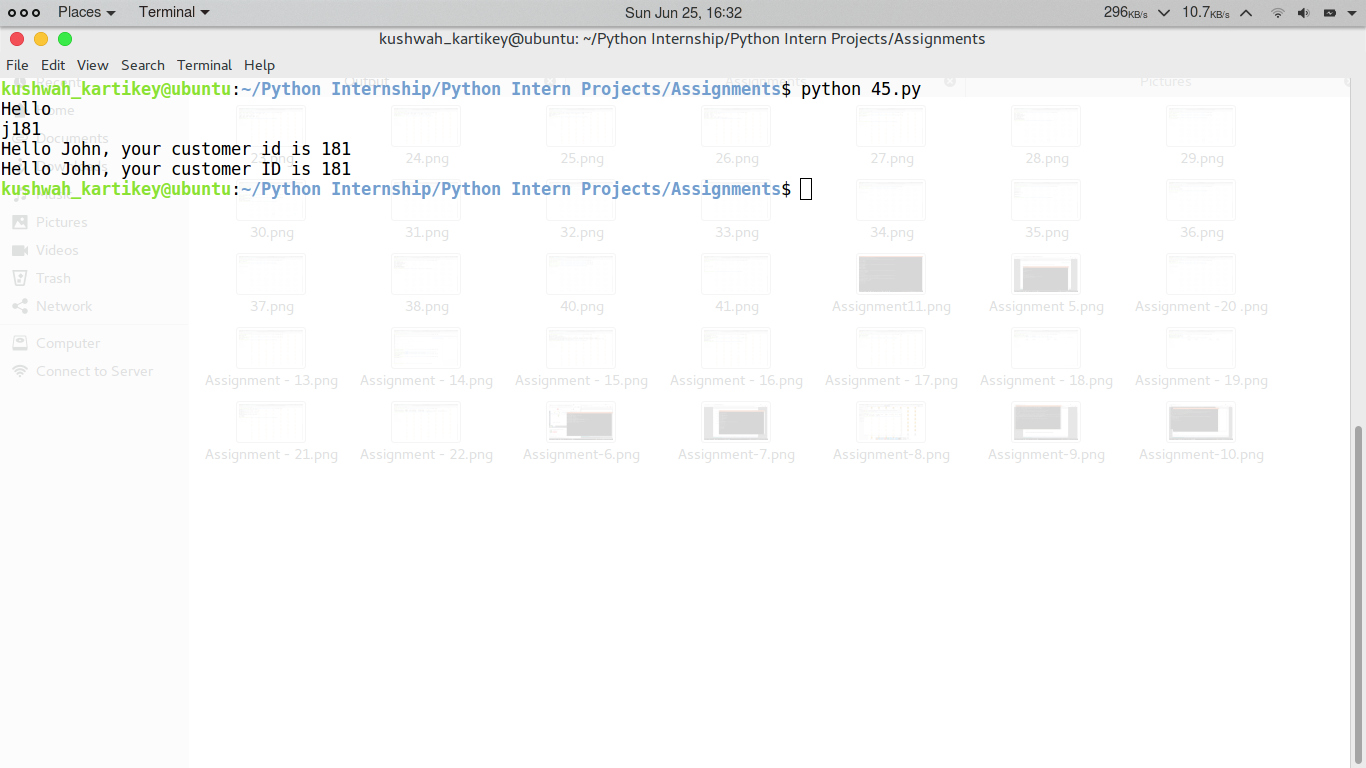 Places Terminal Sun Jun 25, 16:32 296KB/s 10.7KB/s
kushwah_kartikey@ubuntu: ~/Python Internship/Python Intern Projects/Assignments
File Edit View Search Terminal Help
kushwah_kartikey@ubuntu:~/Python Internship/Python Intern Projects/Assignments$ python 45.py
Hello
j181
Hello John, your customer id is 181
Hello John, your customer ID is 181
kushwah_kartikey@ubuntu:~/Python Internship/Python Intern Projects/Assignments$
Recent Output Assignments Pictures
Home
Documents
24.png 25.png 26.png 27.png 28.png 29.png
Music
Pictures
30.png 31.png 32.png 33.png 34.png 35.png 36.png
Videos
Trash
Network
37.png 38.png 40.png 41.png Assignment11.png Assignment 5.png Assignment -20 .png
Computer
Connect to Server
Assignment - 13.png Assignment - 14.png Assignment - 15.png Assignment - 16.png Assignment - 17.png Assignment - 18.png Assignment - 19.png
Assignment - 21.png Assignment - 22.png Assignment-6.png Assignment-7.png Assignment-8.png Assignment-9.png Assignment-10.png